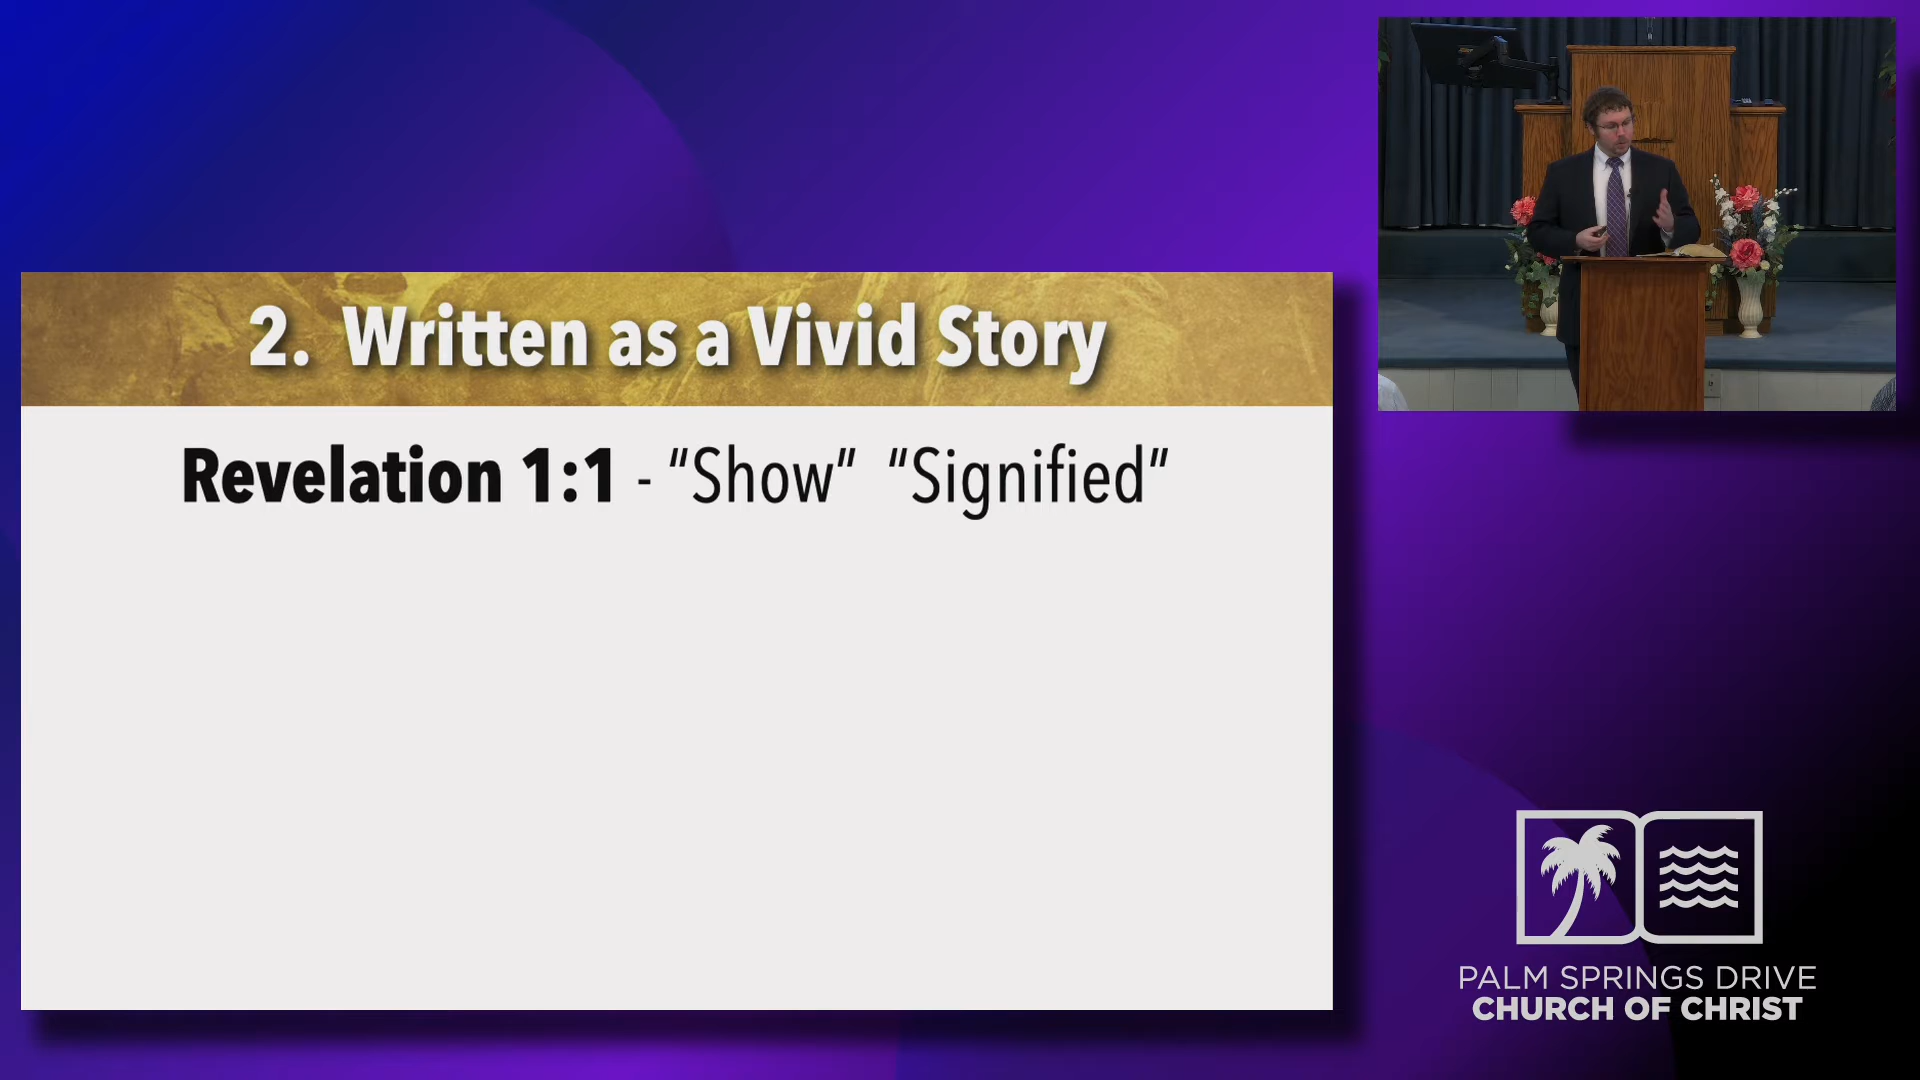 2. Written as a Vivid Story
Revelation 1:1 - “Show” “Signified”
PALM SPRINGS DRIVE
CHURCH OF CHRIST